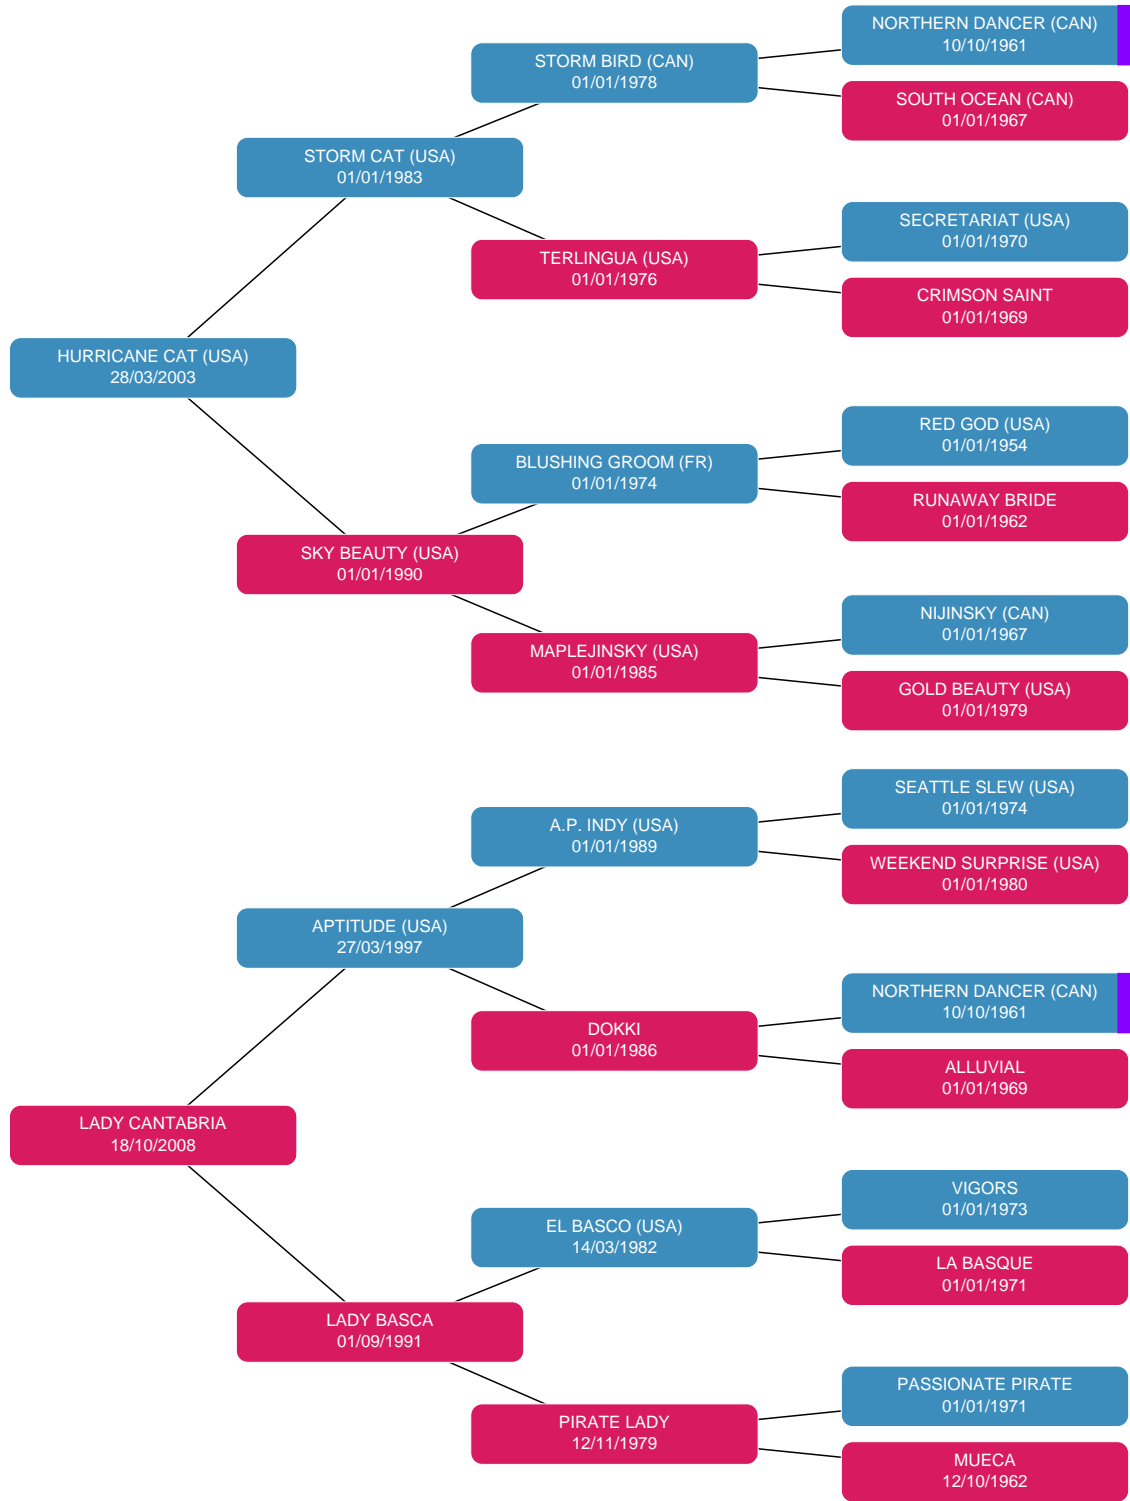 NORTHERN DANCER (CAN)
10/10/1961
STORM BIRD (CAN)
01/01/1978
SOUTH OCEAN (CAN)
01/01/1967
STORM CAT (USA)
01/01/1983
SECRETARIAT (USA)
01/01/1970
TERLINGUA (USA)
01/01/1976
CRIMSON SAINT
01/01/1969
HURRICANE CAT (USA)
28/03/2003
RED GOD (USA)
01/01/1954
BLUSHING GROOM (FR)
01/01/1974
RUNAWAY BRIDE
01/01/1962
SKY BEAUTY (USA)
01/01/1990
NIJINSKY (CAN)
01/01/1967
MAPLEJINSKY (USA)
01/01/1985
GOLD BEAUTY (USA)
01/01/1979
SEATTLE SLEW (USA)
01/01/1974
A.P. INDY (USA)
01/01/1989
WEEKEND SURPRISE (USA)
01/01/1980
APTITUDE (USA)
27/03/1997
NORTHERN DANCER (CAN)
10/10/1961
DOKKI
01/01/1986
ALLUVIAL
01/01/1969
LADY CANTABRIA
18/10/2008
VIGORS
01/01/1973
EL BASCO (USA)
14/03/1982
LA BASQUE
01/01/1971
LADY BASCA
01/09/1991
PASSIONATE PIRATE
01/01/1971
PIRATE LADY
12/11/1979
MUECA
12/10/1962